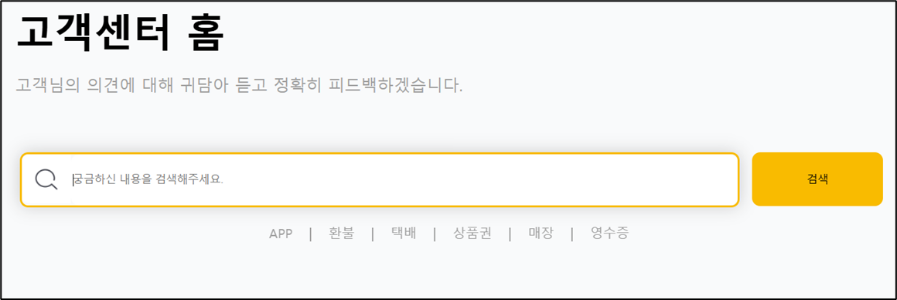 고객센터 홈
고객님의 의견에 대해 귀담아 듣고 정확히 피드백하겠습니다.
궁금하신 내용을 검색해주세요. 검색
APP | 환불 | 택배 | 상품권 | 매장 | 영수증